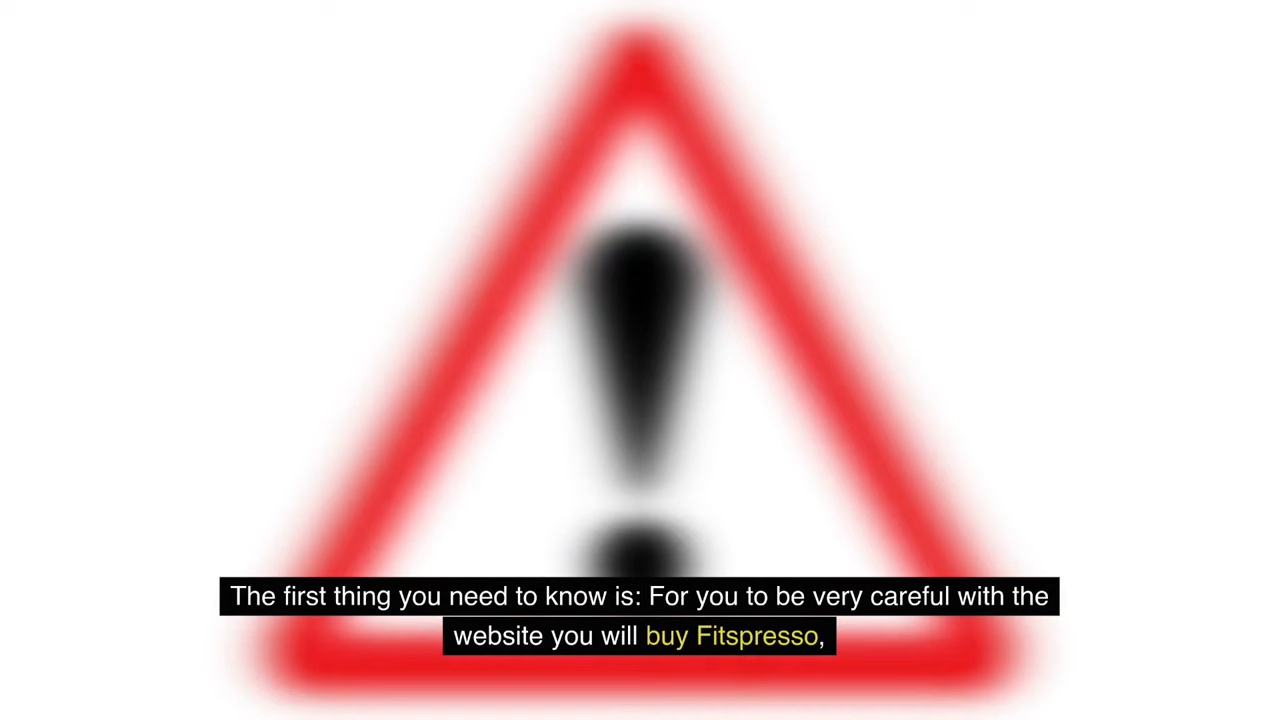 The first thing you need to know is: For you to be very careful with the
website you will buy Fitspresso,